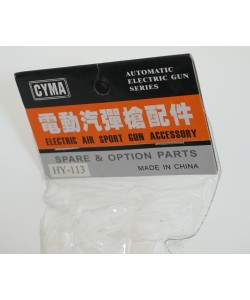 CYMA
AUTOMATIC
ELECTRIC GUN
SERIES
電動汽彈槍配件
ELECTRIC AIR SPORT GUN ACCESSORY
SPARE & OPTION PARTS
HY-113
MADE IN CHINA